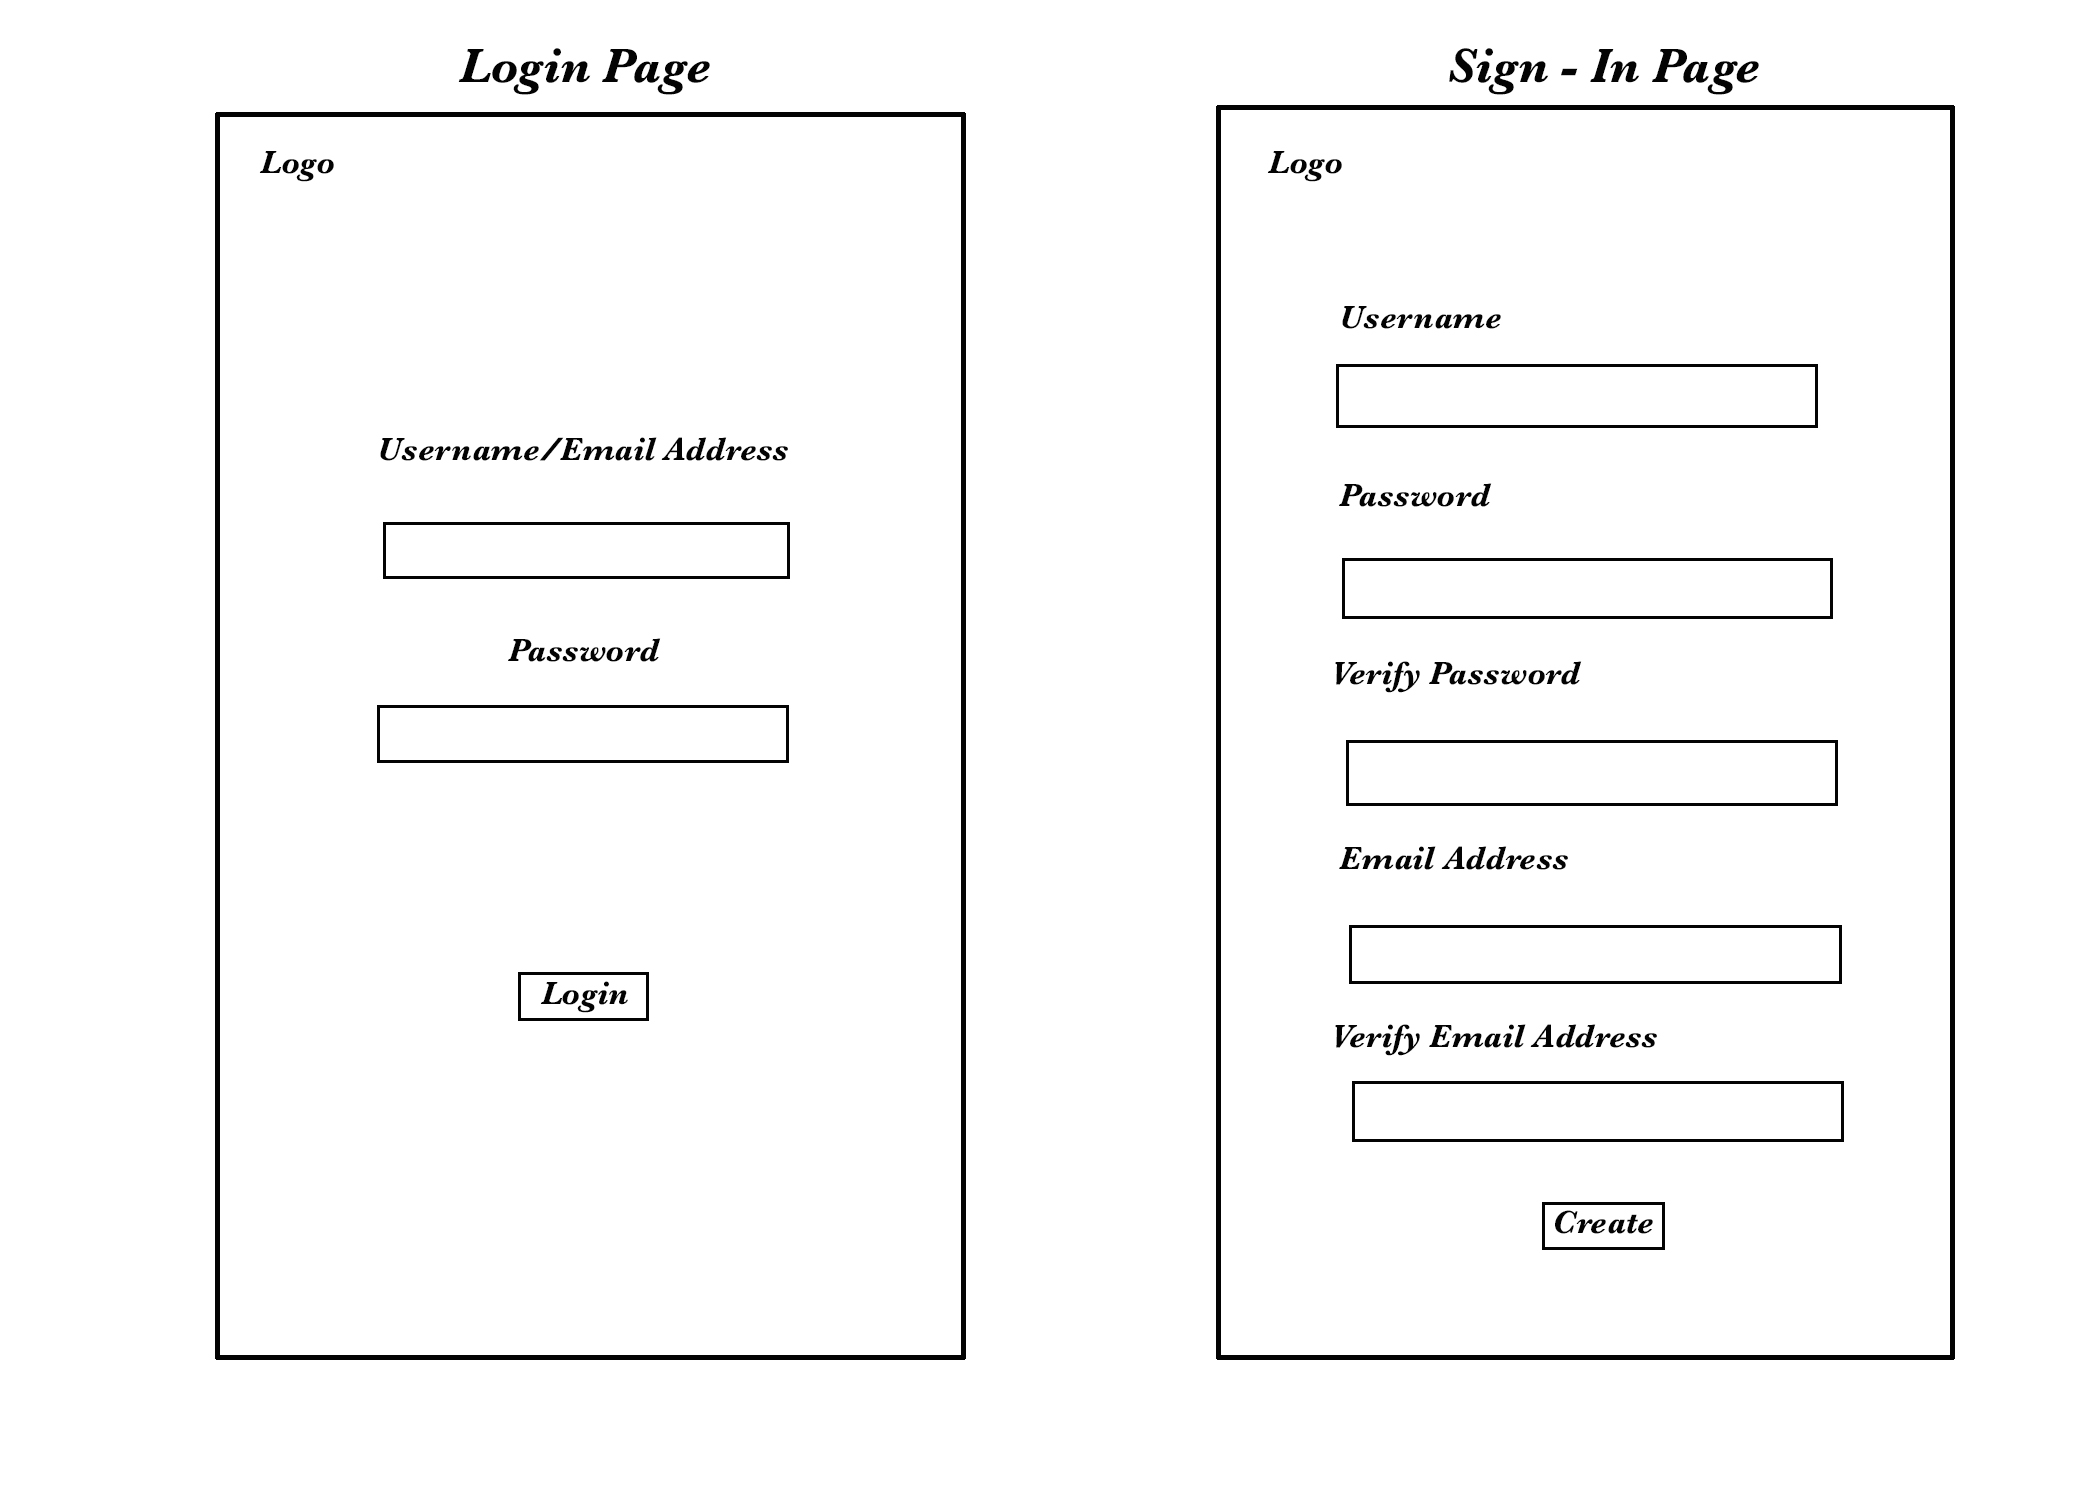 Login Page
Logo
Username/Email Address
Password
Login
Sign - In Page
Logo
Username
Password
Verify Password
Email Address
Verify Email Address
Create